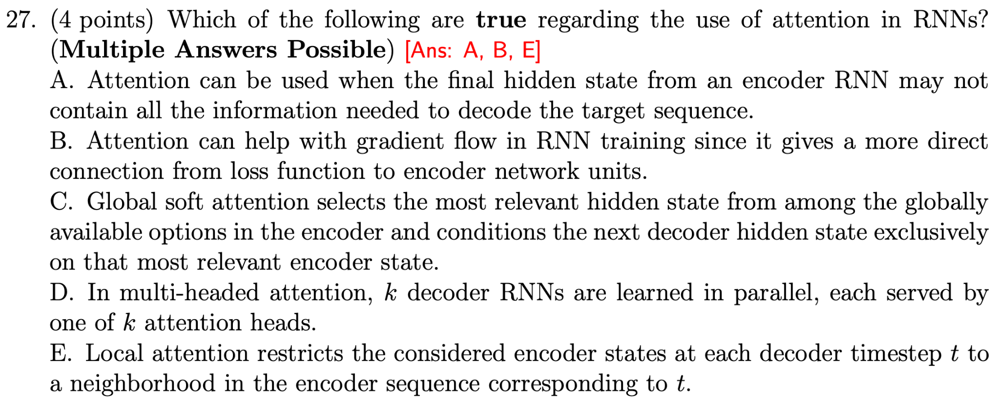 27. (4 points) Which of the following are true regarding the use of attention in RNNs?
(Multiple Answers Possible) [Ans: A, B, E]
A. Attention can be used when the final hidden state from an encoder RNN may not
contain all the information needed to decode the target sequence.
B. Attention can help with gradient flow in RNN training since it gives a more direct
connection from loss function to encoder network units.
C. Global soft attention selects the most relevant hidden state from among the globally
available options in the encoder and conditions the next decoder hidden state exclusively
on that most relevant encoder state.
D. In multi-headed attention, k decoder RNNs are learned in parallel, each served by
one of k attention heads.
E. Local attention restricts the considered encoder states at each decoder timestep t to
a neighborhood in the encoder sequence corresponding to t.